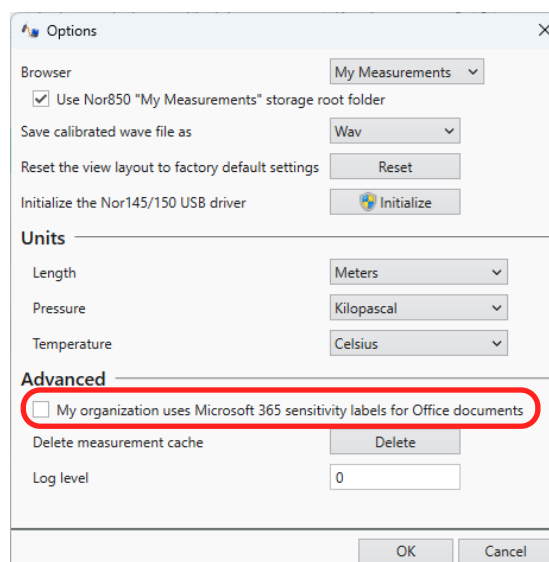 Options
Browser My Measurements
Use Nor850 "My Measurements" storage root folder
Save calibrated wave file as Wav
Reset the view layout to factory default settings Reset
Initialize the Nor145/150 USB driver Initialize
Units
Length Meters
Pressure Kilopascal
Temperature Celsius
Advanced
My organization uses Microsoft 365 sensitivity labels for Office documents
Delete measurement cache Delete
Log level 0
OK Cancel